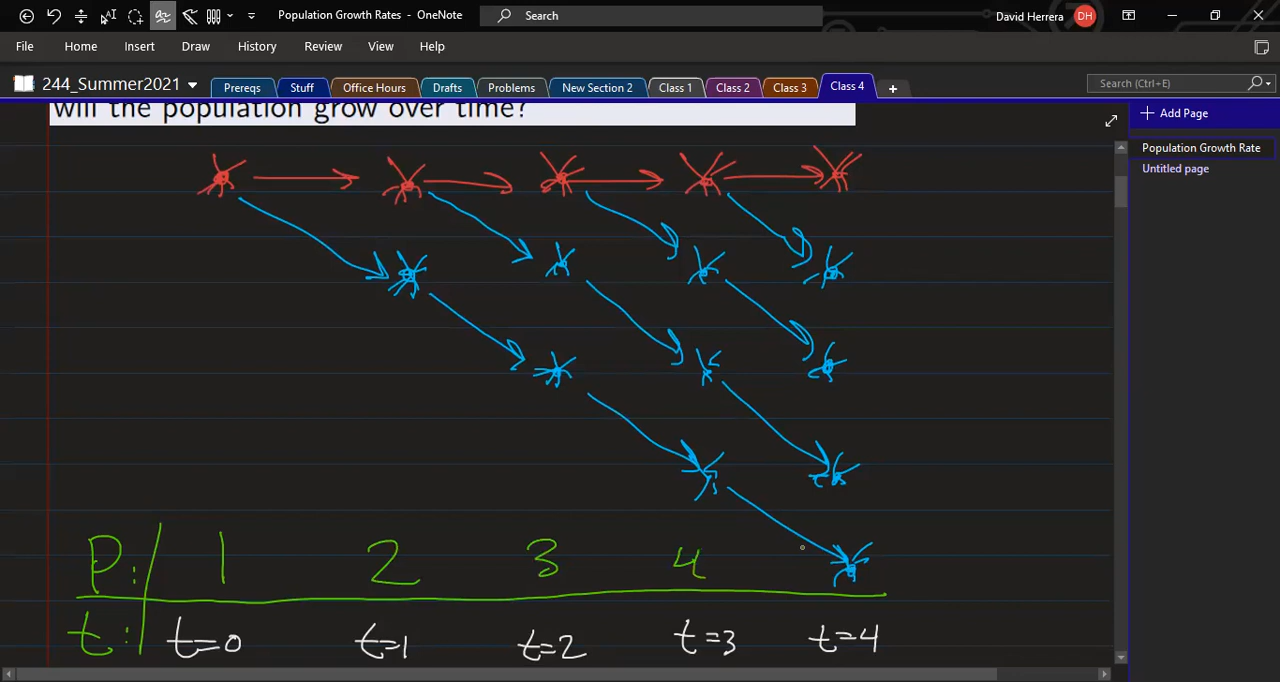 Population Growth Rates - OneNote
Search
David Herrera DH
File Home Insert Draw History Review View Help
244_Summer2021 Prereqs Stuff Office Hours Drafts Problems New Section 2 Class 1 Class 2 Class 3 Class 4 +
Search (Ctrl+E)
Will the population grow over time?
Add Page
Population Growth Rate
Untitled page
P: 1 2 3 4
t: t=0 t=1 t=2 t=3 t=4